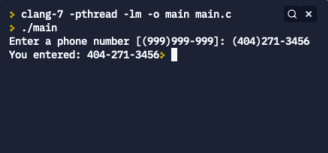 > clang-7 -pthread -lm -o main main.c
> ./main
Enter a phone number [(999)999-999]: (404)271-3456
You entered: 404-271-3456>